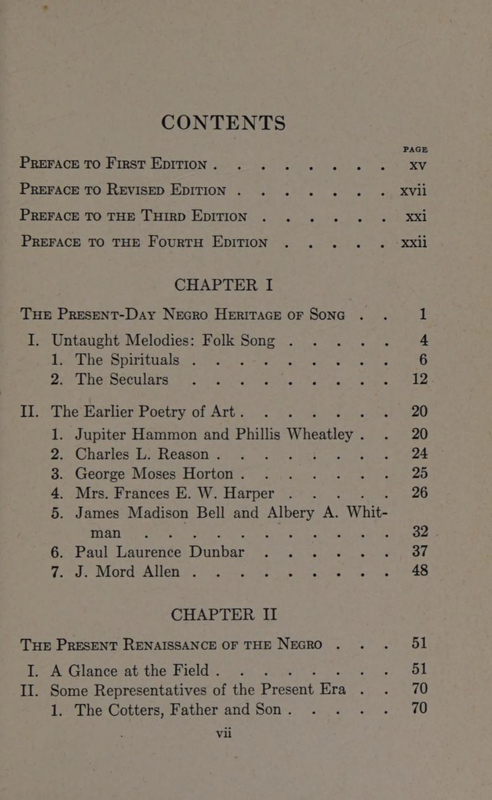 CONTENTS
PAGE
PREFACE TO FIRST EDITION . . . . . . . . XV
PREFACE TO REVISED EDITION . . . . . . . xvii
PREFACE TO THE THIRD EDITION . . . . . . xxi
PREFACE TO THE FOURTH EDITION . . . . . xxii
CHAPTER I
THE PRESENT-DAY NEGRO HERITAGE OF SONG . . 1
I. Untaught Melodies: Folk Song . . . . . 4
1. The Spirituals . . . . . . . . . 6
2. The Seculars . . . . . . . . . 12
II. The Earlier Poetry of Art . . . . . . . 20
1. Jupiter Hammon and Phillis Wheatley . . 20
2. Charles L. Reason . . . . . . . . 24
3. George Moses Horton . . . . . . . 25
4. Mrs. Frances E. W. Harper . . . . . 26
5. James Madison Bell and Albery A. Whit-
man . . . . . . . . . . . 32
6. Paul Laurence Dunbar . . . . . . 37
7. J. Mord Allen . . . . . . . . . 48
CHAPTER II
THE PRESENT RENAISSANCE OF THE NEGRO . . . 51
I. A Glance at the Field . . . . . . . . 51
II. Some Representatives of the Present Era . . 70
1. The Cotters, Father and Son . . . . . 70
vii